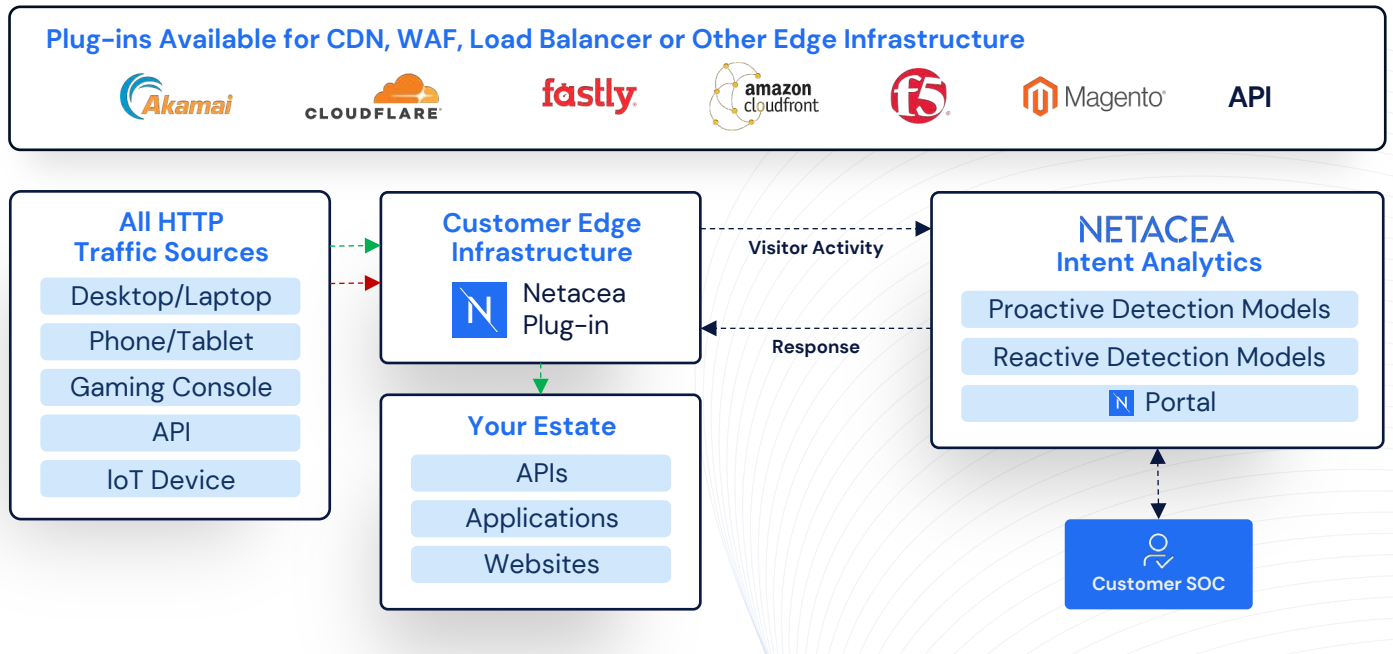 Plug-ins Available for CDN, WAF, Load Balancer or Other Edge Infrastructure
Akamai
CLOUDFLARE
fastly
amazon
cloudfront
f5
Magento
API
All HTTP
Traffic Sources
Desktop/Laptop
Phone/Tablet
Gaming Console
API
IoT Device
Customer Edge
Infrastructure
N Netacea
Plug-in
Visitor Activity
Response
Your Estate
APIs
Applications
Websites
NETACEA
Intent Analytics
Proactive Detection Models
Reactive Detection Models
N Portal
Customer SOC